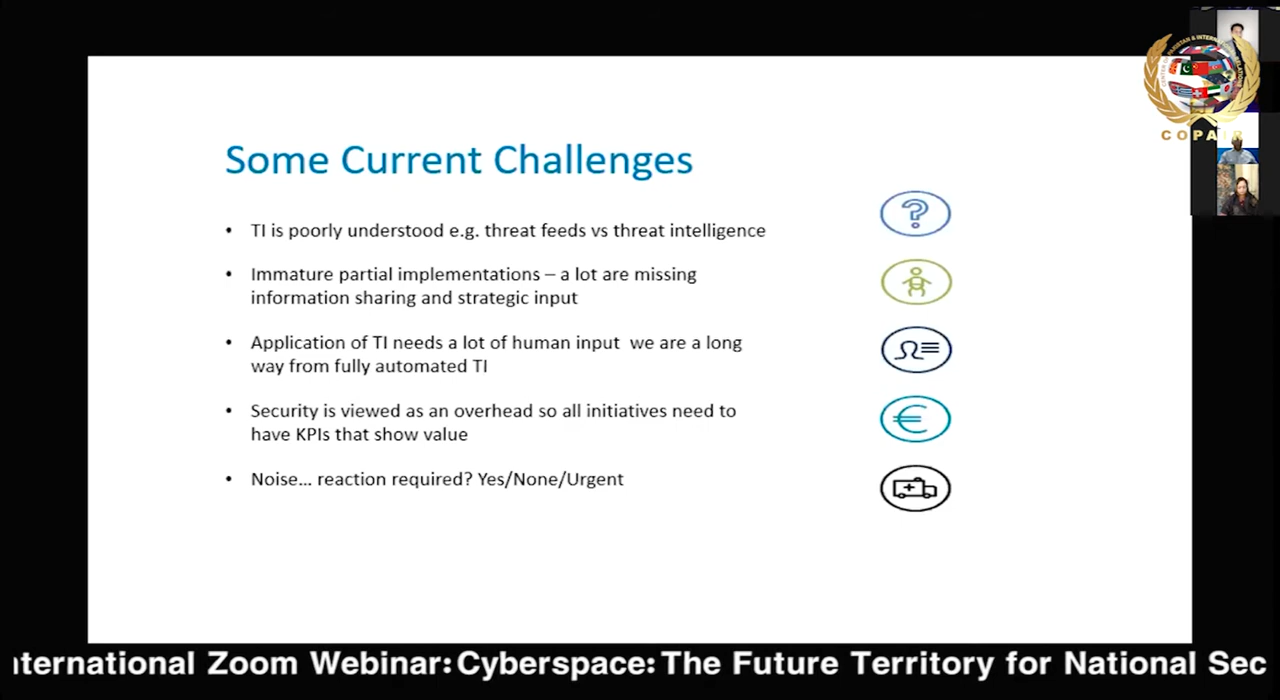 Some Current Challenges
• TI is poorly understood e.g. threat feeds vs threat intelligence
• Immature partial implementations – a lot are missing
information sharing and strategic input
• Application of TI needs a lot of human input  we are a long
way from fully automated TI
• Security is viewed as an overhead so all initiatives need to
have KPIs that show value
• Noise... reaction required? Yes/None/Urgent
COPAIR
nternational Zoom Webinar: Cyberspace: The Future Territory for National Sec